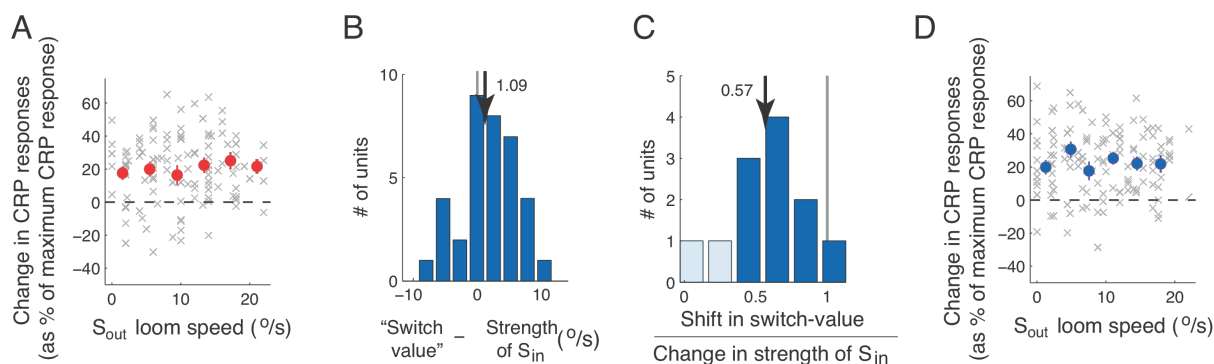 A
Change in CRP responses
(as % of maximum CRP response)
60
40
20
0
−20
−40
0
10
20
S_out loom speed (°/s)
B
# of units
10
5
0
1.09
−10
0
10
"Switch value" − Strength of S_in (°/s)
C
# of units
5
4
3
2
1
0
0.57
0
0.5
1
Shift in switch-value
Change in strength of S_in
D
Change in CRP responses
(as % of maximum CRP response)
60
40
20
0
−20
−40
0
10
20
S_out loom speed (°/s)